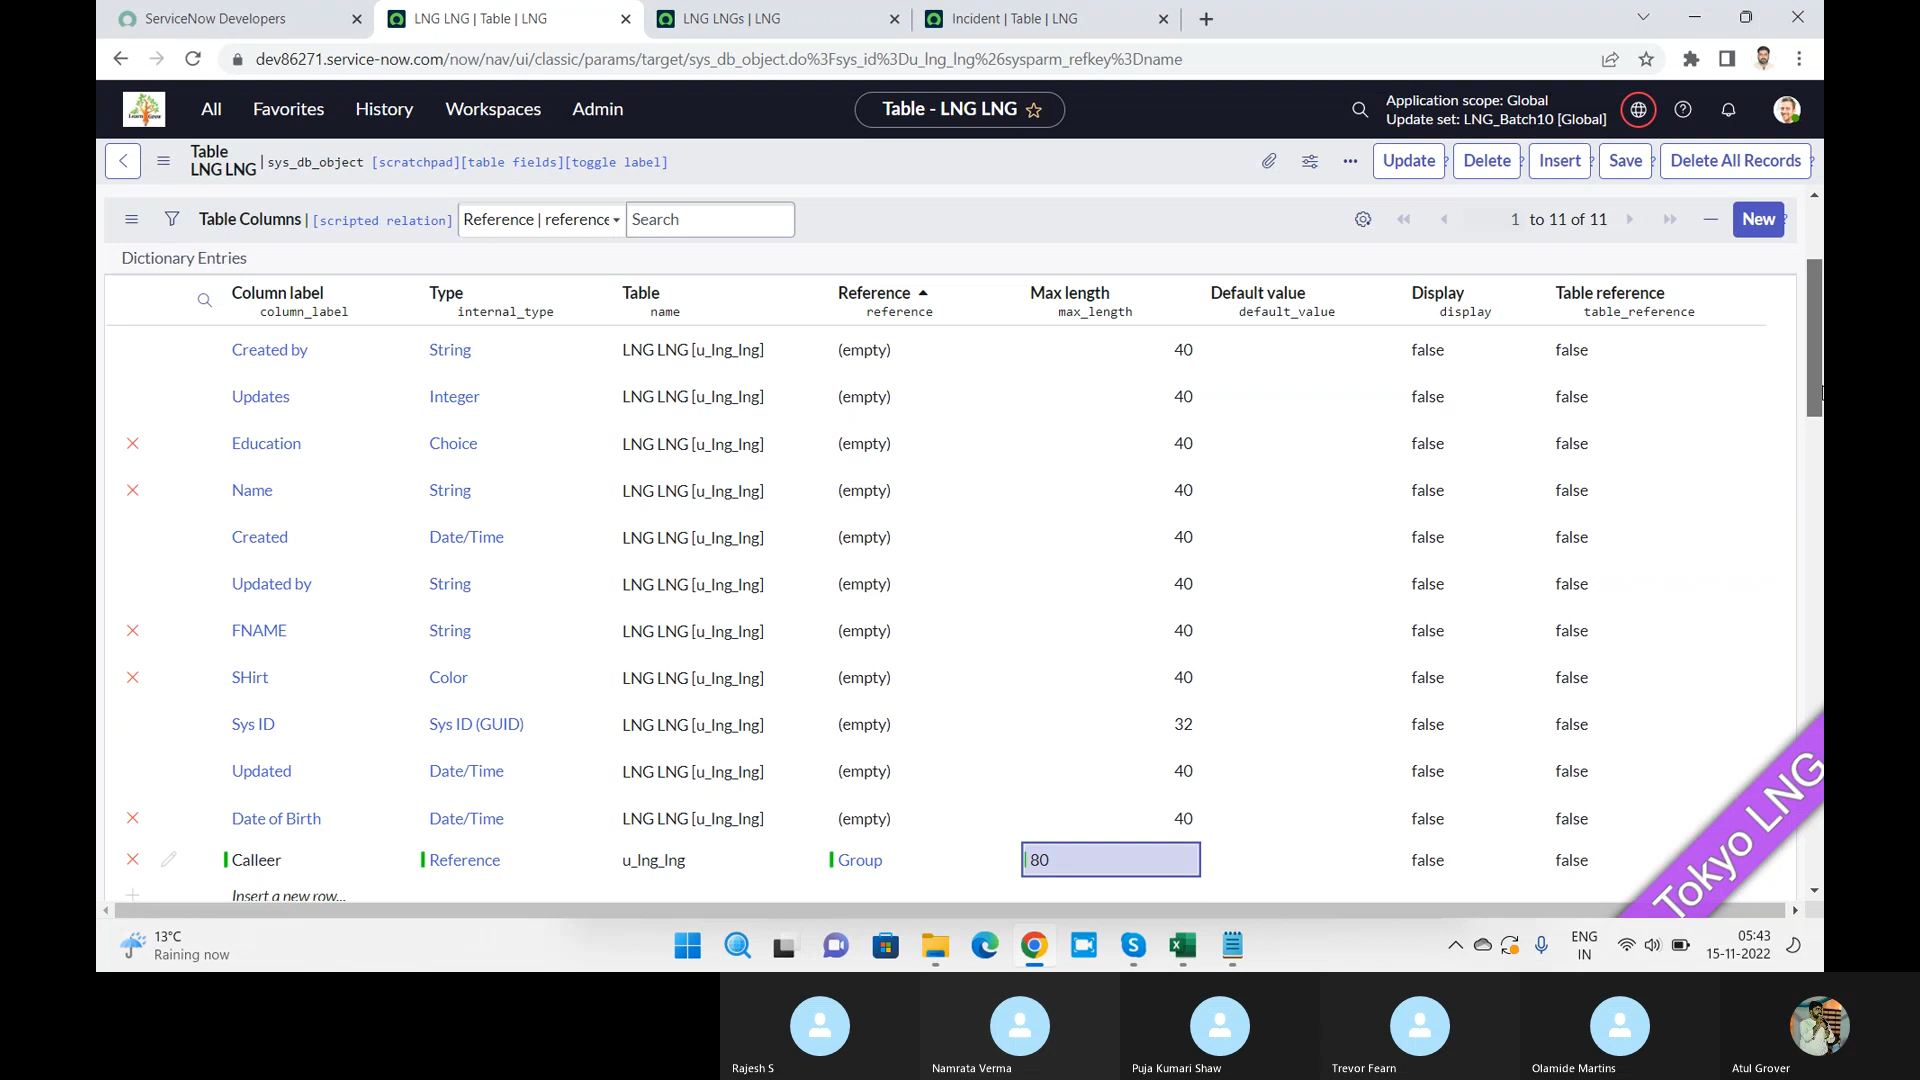 ServiceNow Developers
LNG LNG | Table | LNG
LNG LNGs | LNG
Incident | Table | LNG
dev86271.service-now.com/now/nav/ui/classic/params/target/sys_db_object.do%3Fsys_id%3Du_lng_lng%26sysparm_refkey%3Dname
All Favorites History Workspaces Admin
Table - LNG LNG
Application scope: Global
Update set: LNG_Batch10 [Global]
Table
LNG LNG | sys_db_object [scratchpad][table fields][toggle label]
Update Delete Insert Save Delete All Records
Table Columns | [scripted relation] Reference | reference Search 1 to 11 of 11 New
Dictionary Entries
Column label Type Table Reference Max length Default value Display Table reference
column_label internal_type name reference max_length default_value display table_reference
Created by String LNG LNG [u_lng_lng] (empty) 40 false false
Updates Integer LNG LNG [u_lng_lng] (empty) 40 false false
Education Choice LNG LNG [u_lng_lng] (empty) 40 false false
Name String LNG LNG [u_lng_lng] (empty) 40 false false
Created Date/Time LNG LNG [u_lng_lng] (empty) 40 false false
Updated by String LNG LNG [u_lng_lng] (empty) 40 false false
FNAME String LNG LNG [u_lng_lng] (empty) 40 false false
SHirt Color LNG LNG [u_lng_lng] (empty) 40 false false
Sys ID Sys ID (GUID) LNG LNG [u_lng_lng] (empty) 32 false false
Updated Date/Time LNG LNG [u_lng_lng] (empty) 40 false false
Date of Birth Date/Time LNG LNG [u_lng_lng] (empty) 40 false false
Calleer Reference u_lng_lng Group 80 false false
Insert a new row...
Tokyo LNG
13°C
Raining now
ENG
IN
05:43
15-11-2022
Rajesh S
Namrata Verma
Puja Kumari Shaw
Trevor Fearn
Olamide Martins
Atul Grover